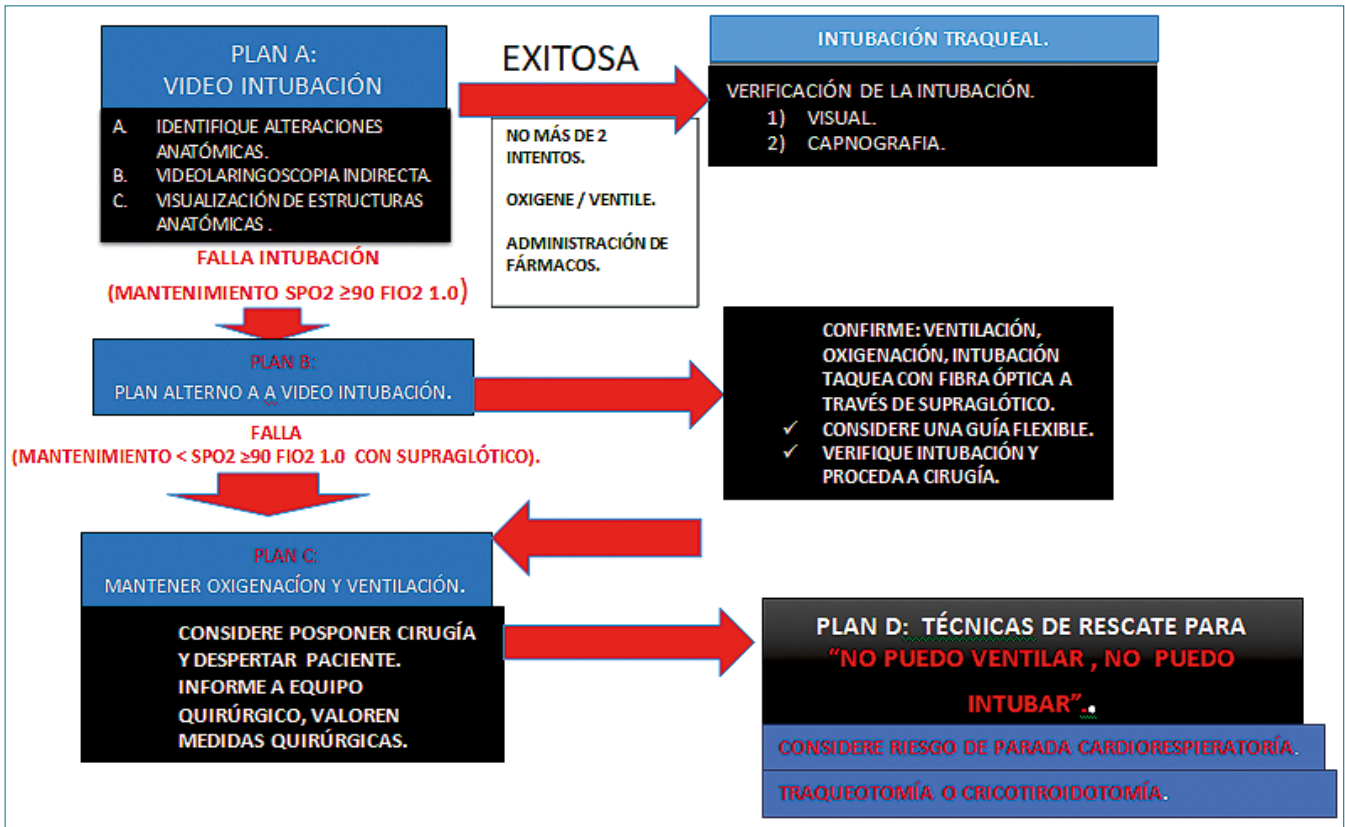 PLAN A:
VIDEO INTUBACIÓN
A. IDENTIFIQUE ALTERACIONES
ANATÓMICAS.
B. VIDEOLARINGOSCOPIA INDIRECTA.
C. VISUALIZACIÓN DE ESTRUCTURAS
ANATÓMICAS .
EXITOSA
NO MÁS DE 2
INTENTOS.
OXIGENE / VENTILE.
ADMINISTRACIÓN DE
FÁRMACOS.
INTUBACIÓN TRAQUEAL.
VERIFICACIÓN DE LA INTUBACIÓN.
1) VISUAL.
2) CAPNOGRAFIA.
FALLA INTUBACIÓN
(MANTENIMIENTO SPO2 ≥90 FIO2 1.0)
PLAN B:
PLAN ALTERNO A A VIDEO INTUBACIÓN.
CONFIRME: VENTILACIÓN,
OXIGENACIÓN, INTUBACIÓN
TAQUEA CON FIBRA ÓPTICA A
TRAVÉS DE SUPRAGLÓTICO.
✓ CONSIDERE UNA GUÍA FLEXIBLE.
✓ VERIFIQUE INTUBACIÓN Y
PROCEDA A CIRUGÍA.
FALLA
(MANTENIMIENTO < SPO2 ≥90 FIO2 1.0 CON SUPRAGLÓTICO).
PLAN C:
MANTENER OXIGENACÍON Y VENTILACIÓN.
CONSIDERE POSPONER CIRUGÍA
Y DESPERTAR PACIENTE.
INFORME A EQUIPO
QUIRÚRGICO, VALOREN
MEDIDAS QUIRÚRGICAS.
PLAN D: TÉCNICAS DE RESCATE PARA
"NO PUEDO VENTILAR , NO PUEDO
INTUBAR"..
CONSIDERE RIESGO DE PARADA CARDIORESPIERATORÍA.
TRAQUEOTOMÍA O CRICOTIROIDOTOMÍA.